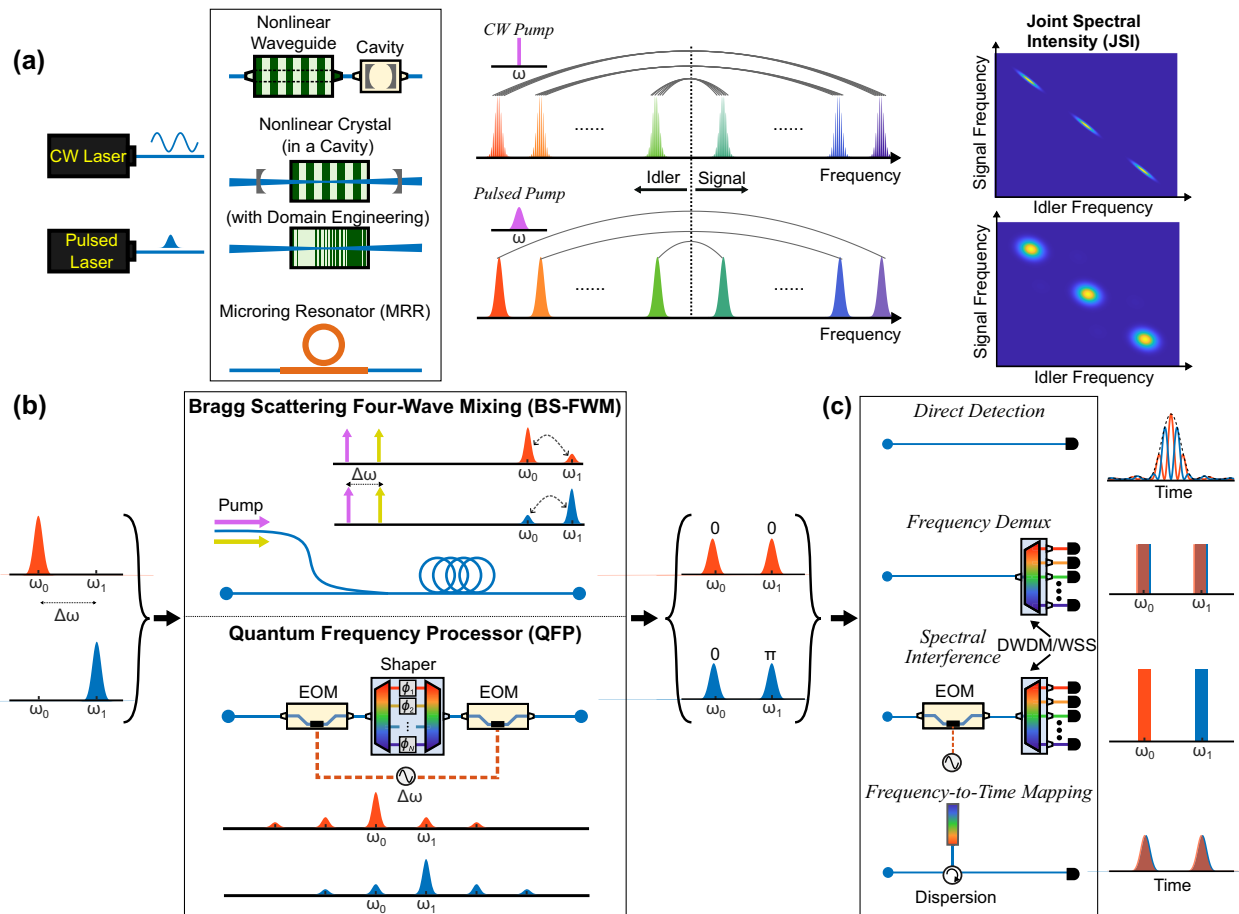 (a)
CW Laser
Pulsed
Laser
Nonlinear
Waveguide
Cavity
Nonlinear Crystal
(in a Cavity)
(with Domain Engineering)
Microring Resonator (MRR)
CW Pump
ω
......
......
Frequency
Idler
Signal
Pulsed Pump
ω
......
......
Frequency
Joint Spectral
Intensity (JSI)
Signal Frequency
Idler Frequency
Signal Frequency
Idler Frequency
(b)
ω₀
ω₁
Δω
ω₀
ω₁
Bragg Scattering Four-Wave Mixing (BS-FWM)
ω₀
ω₁
Δω
ω₀
ω₁
Pump
Quantum Frequency Processor (QFP)
Shaper
EOM
EOM
ϕ₁
ϕ₂
⋮
ϕN
Δω
ω₀
ω₁
ω₀
ω₁
0
0
ω₀
ω₁
0
π
ω₀
ω₁
(c)
Direct Detection
Time
Frequency Demux
ω₀
ω₁
DWDM/WSS
Spectral
Interference
EOM
ω₀
ω₁
Frequency-to-Time Mapping
Dispersion
Time